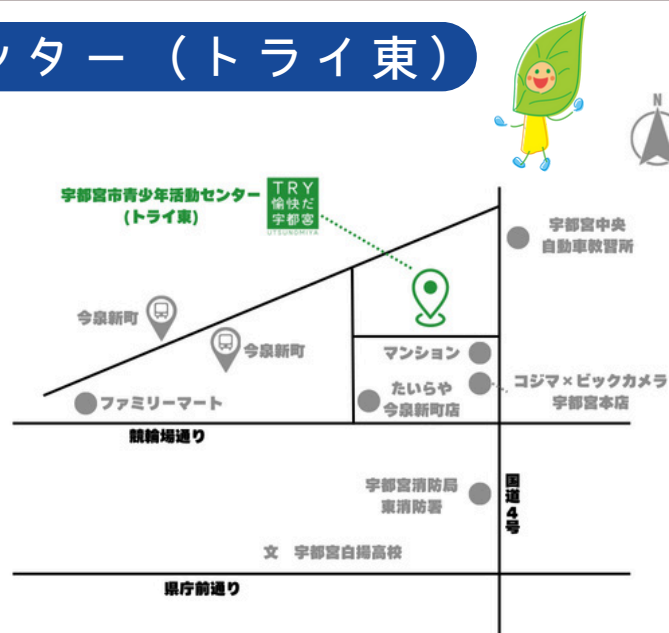 ンター（トライ東）
N
宇都宮市青少年活動センター
(トライ東)
TRY
愉快だ
宇都宮
UTSUNOMIYA
宇都宮中央
自動車教習所
今泉新町
今泉新町
マンション
コジマ×ビックカメラ
宇都宮本店
たいらや
今泉新町店
ファミリーマート
競輪場通り
宇都宮消防局
東消防署
国道4号
文 宇都宮白揚高校
県庁前通り